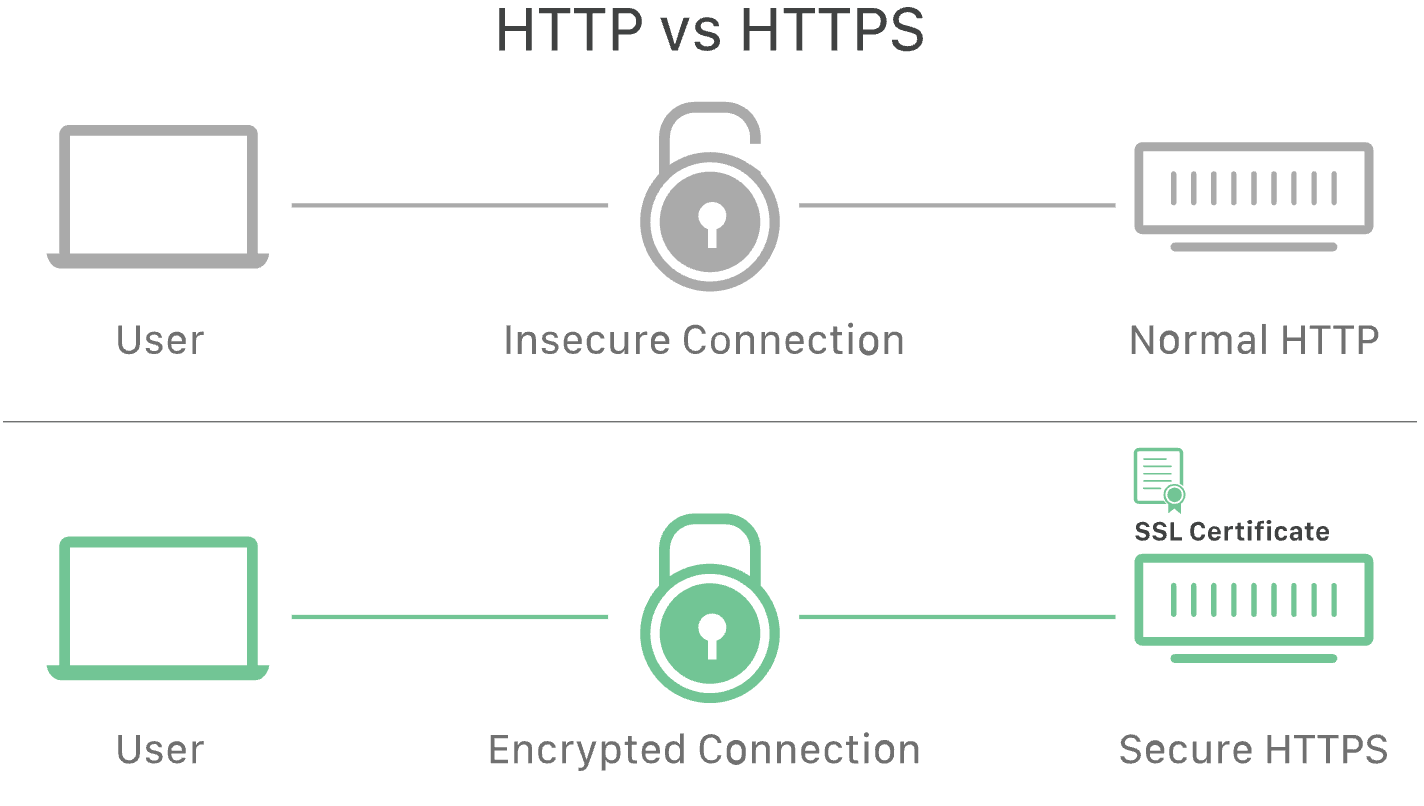 HTTP vs HTTPS
User
Insecure Connection
Normal HTTP
SSL Certificate
User
Encrypted Connection
Secure HTTPS